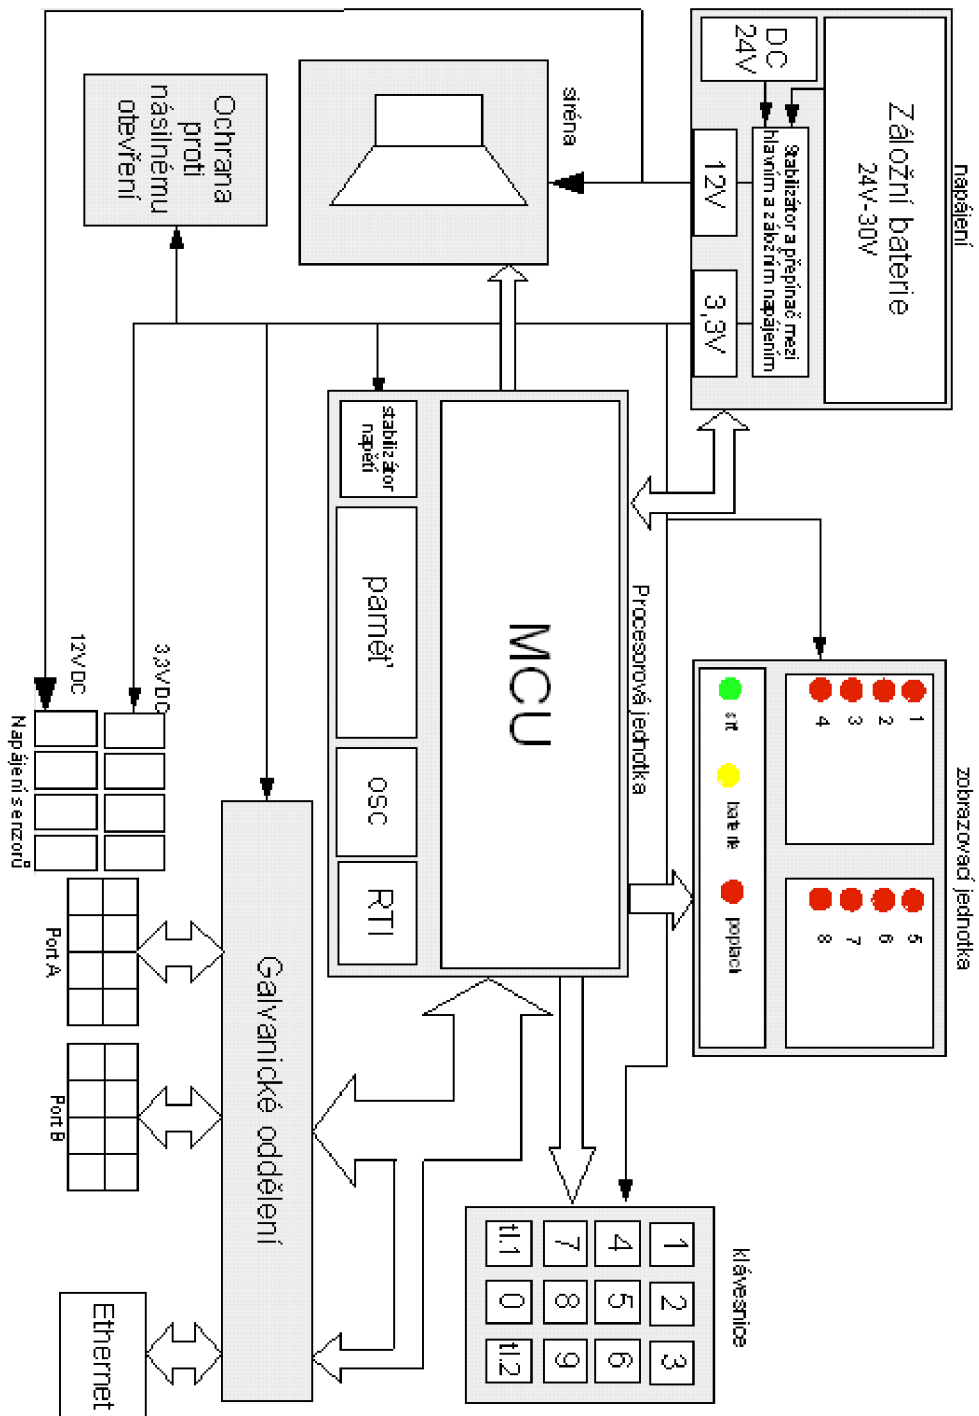 napájení
Záložní baterie
24V-30V
DC
24V
Stabilizátor a přepínač mezi
hlavním a záložním napájením
12V
3,3V
siréna
Ochrana
proti
násilnému
otevření
Procesorová jednotka
MCU
stabilizátor
napětí
paměť
osc
RTI
zobrazovací jednotka
1
2
3
4
5
6
7
8
síť
baterie
poplach
klávesnice
1
2
3
4
5
6
7
8
9
tl.1
0
tl.2
Galvanické oddělení
3,3V DC
12V DC
Napájení senzorů
Port A
Port B
Ethernet